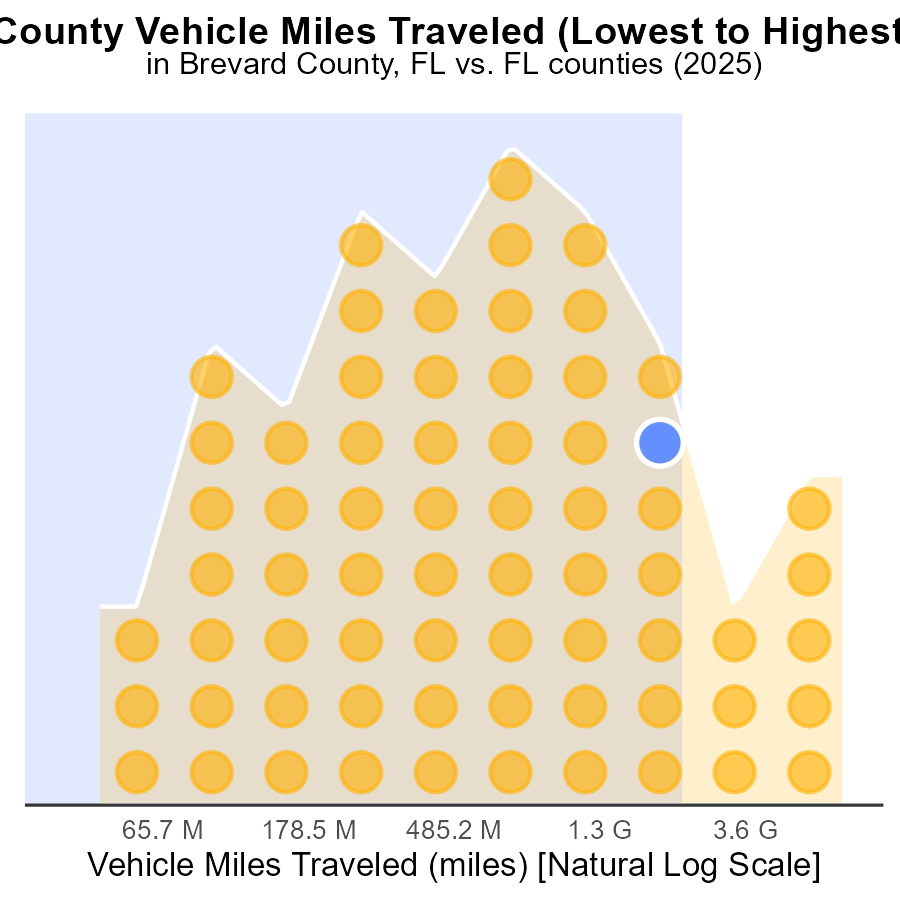 County Vehicle Miles Traveled (Lowest to Highest
in Brevard County, FL vs. FL counties (2025)
65.7 M 178.5 M 485.2 M 1.3 G 3.6 G
Vehicle Miles Traveled (miles) [Natural Log Scale]